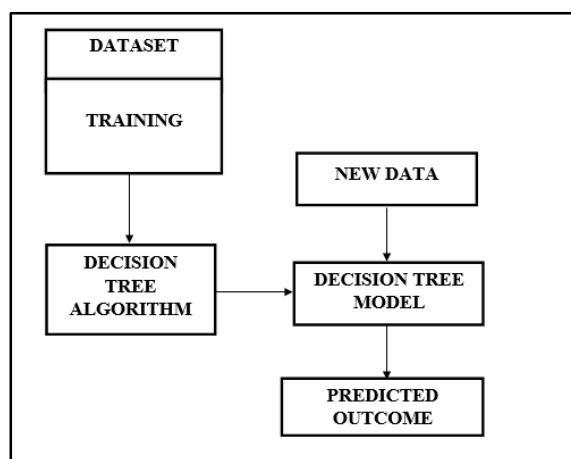 DATASET
TRAINING
NEW DATA
DECISION
TREE
ALGORITHM
DECISION TREE
MODEL
PREDICTED
OUTCOME